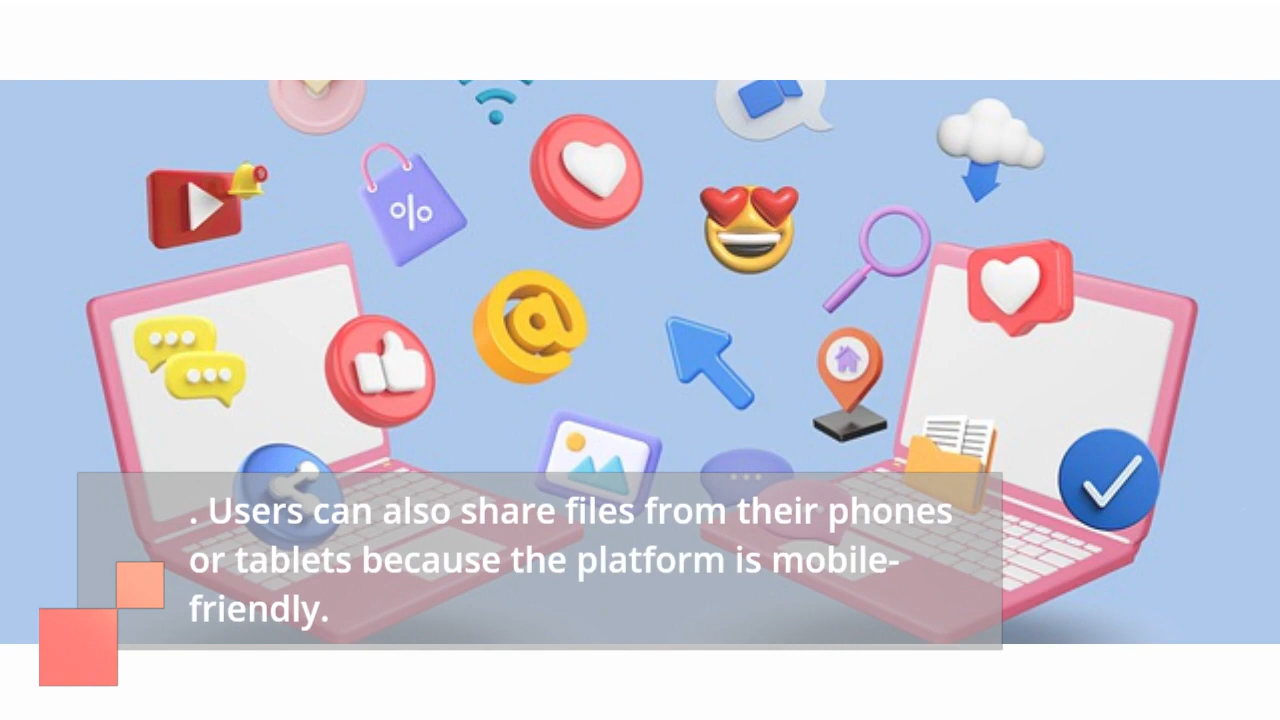 . Users can also share files from their phones
or tablets because the platform is mobile-
friendly.